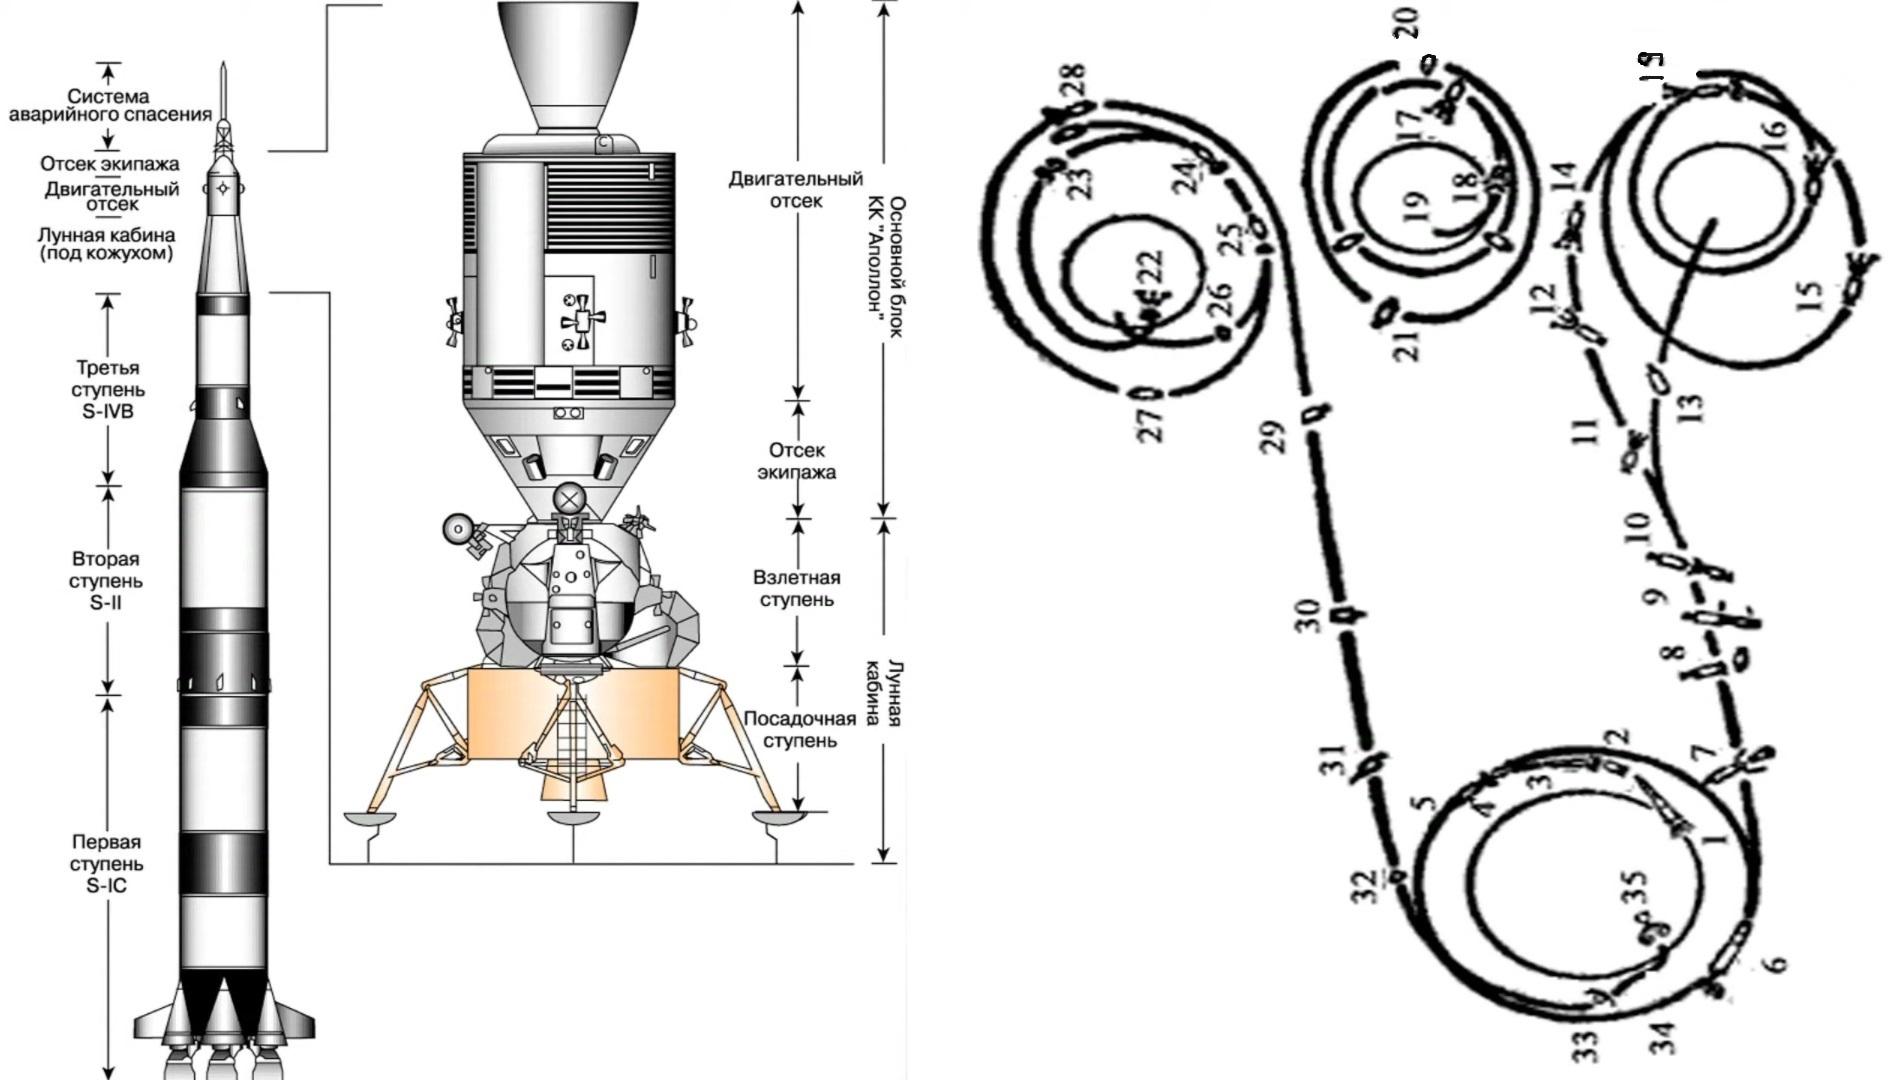 Система
аварийного спасения
Отсек экипажа
Двигательный
отсек
Лунная кабина
(под кожухом)
Третья
ступень
S-IVB
Вторая
ступень
S-II
Первая
ступень
S-IC
Двигательный
отсек
Отсек
экипажа
Взлетная
ступень
Посадочная
ступень
Основной блок
КК "Аполлон"
Лунная
кабина
28
23
24
25
22
26
27
20
17
18
19
21
16
14
15
12
13
11
29
10
9
8
30
7
31
2
3
5
4
1
32
35
6
33
34